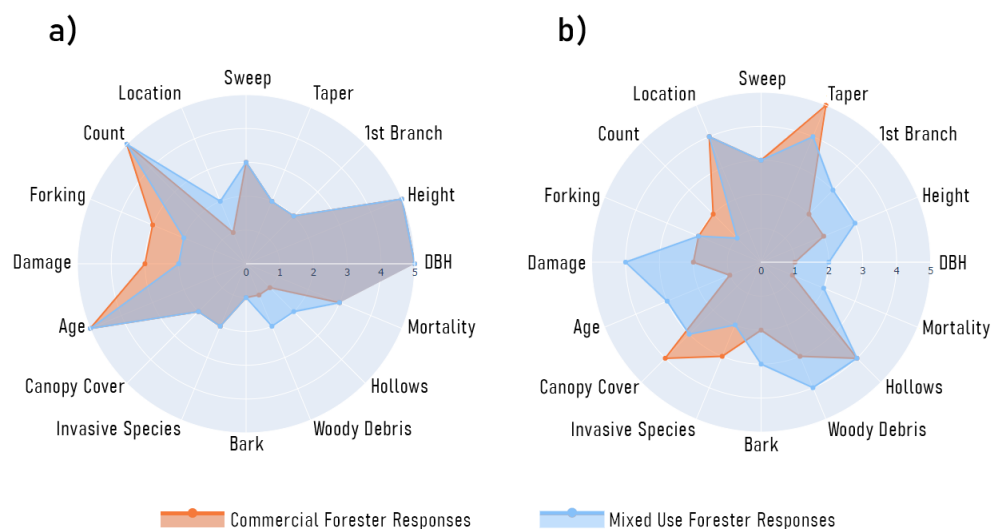 a)
b)
Sweep
Taper
1st Branch
Height
DBH
Mortality
Hollows
Woody Debris
Bark
Invasive Species
Canopy Cover
Age
Damage
Forking
Count
Location
0 1 2 3 4 5
Sweep
Taper
1st Branch
Height
DBH
Mortality
Hollows
Woody Debris
Bark
Invasive Species
Canopy Cover
Age
Damage
Forking
Count
Location
0 1 2 3 4 5
Commercial Forester Responses
Mixed Use Forester Responses